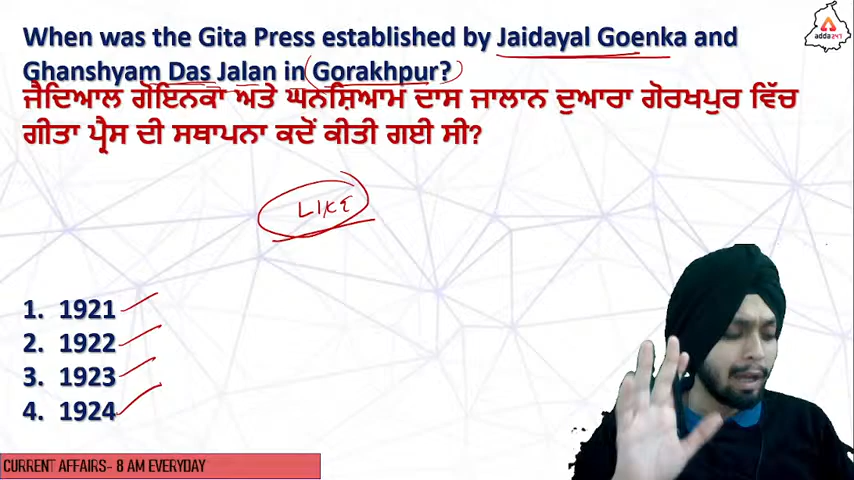 When was the Gita Press established by Jaidayal Goenka and
Ghanshyam Das Jalan in Gorakhpur?
ਜੈਦਿਆਲ ਗੋਇਨਕਾ ਅਤੇ ਘਨਸ਼ਿਆਮ ਦਾਸ ਜਾਲਾਨ ਦੁਆਰਾ ਗੋਰਖਪੁਰ ਵਿੱਚ
ਗੀਤਾ ਪ੍ਰੈਸ ਦੀ ਸਥਾਪਨਾ ਕਦੋਂ ਕੀਤੀ ਗਈ ਸੀ?
LIKE
1. 1921
2. 1922
3. 1923
4. 1924
CURRENT AFFAIRS- 8 AM EVERYDAY
adda247